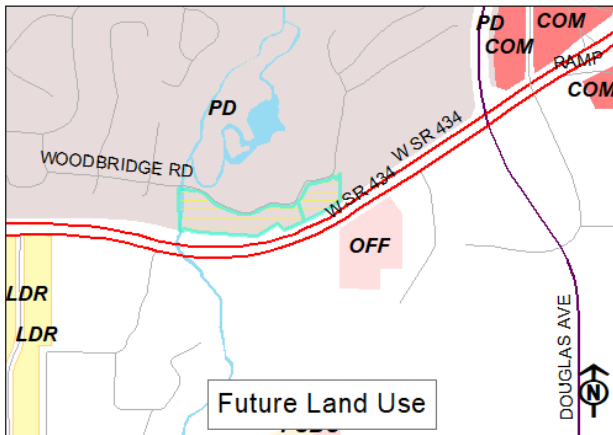 PD
COM
COM
RAMP
COM
PD
W SR 434
WOODBRIDGE RD
W SR 434
OFF
LDR
LDR
DOUGLAS AVE
N
Future Land Use